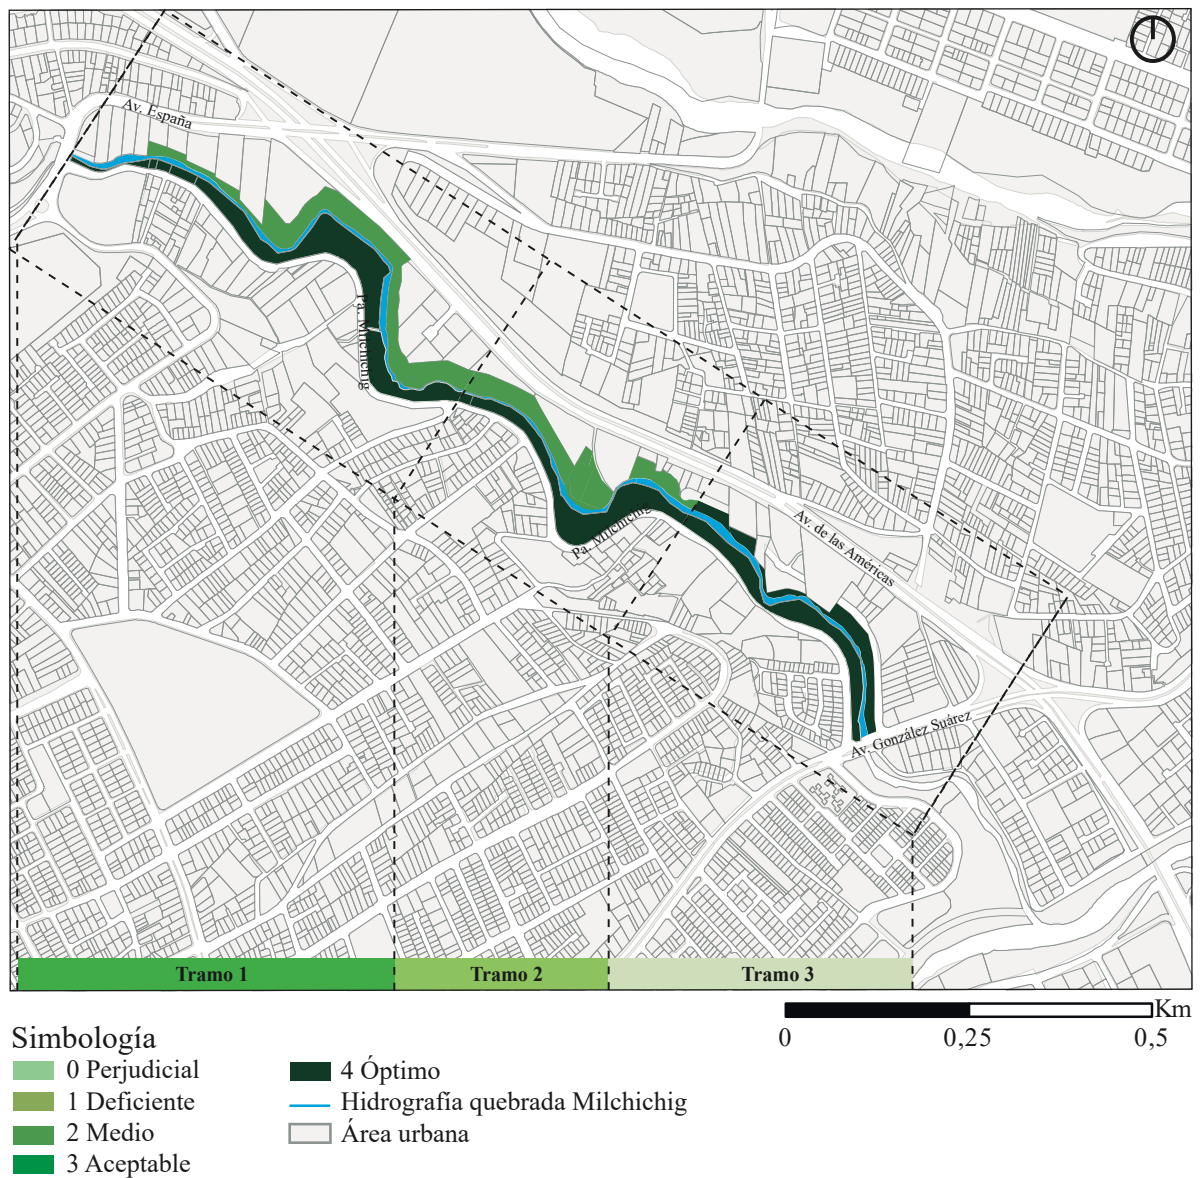 Av. España
Pa. Milchichig
Pa. Milchichig
Av. de las Américas
Av. González Suárez
Tramo 1
Tramo 2
Tramo 3
Km
0
0,25
0,5
Simbología
0 Perjudicial
1 Deficiente
2 Medio
3 Aceptable
4 Óptimo
Hidrografía quebrada Milchichig
Área urbana